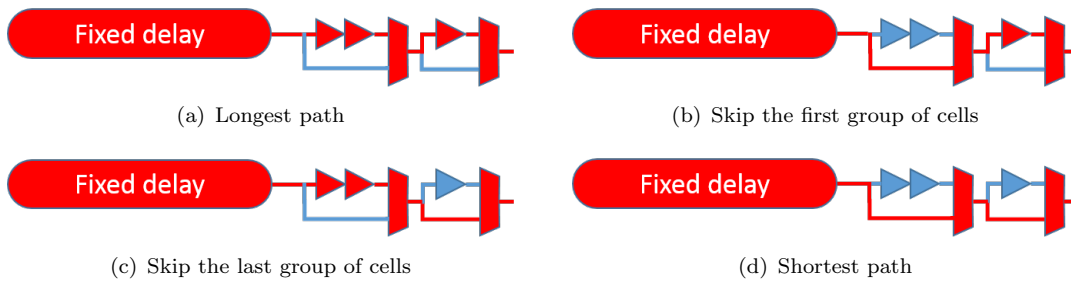 Fixed delay
Fixed delay
(a) Longest path
(b) Skip the first group of cells
Fixed delay
Fixed delay
(c) Skip the last group of cells
(d) Shortest path